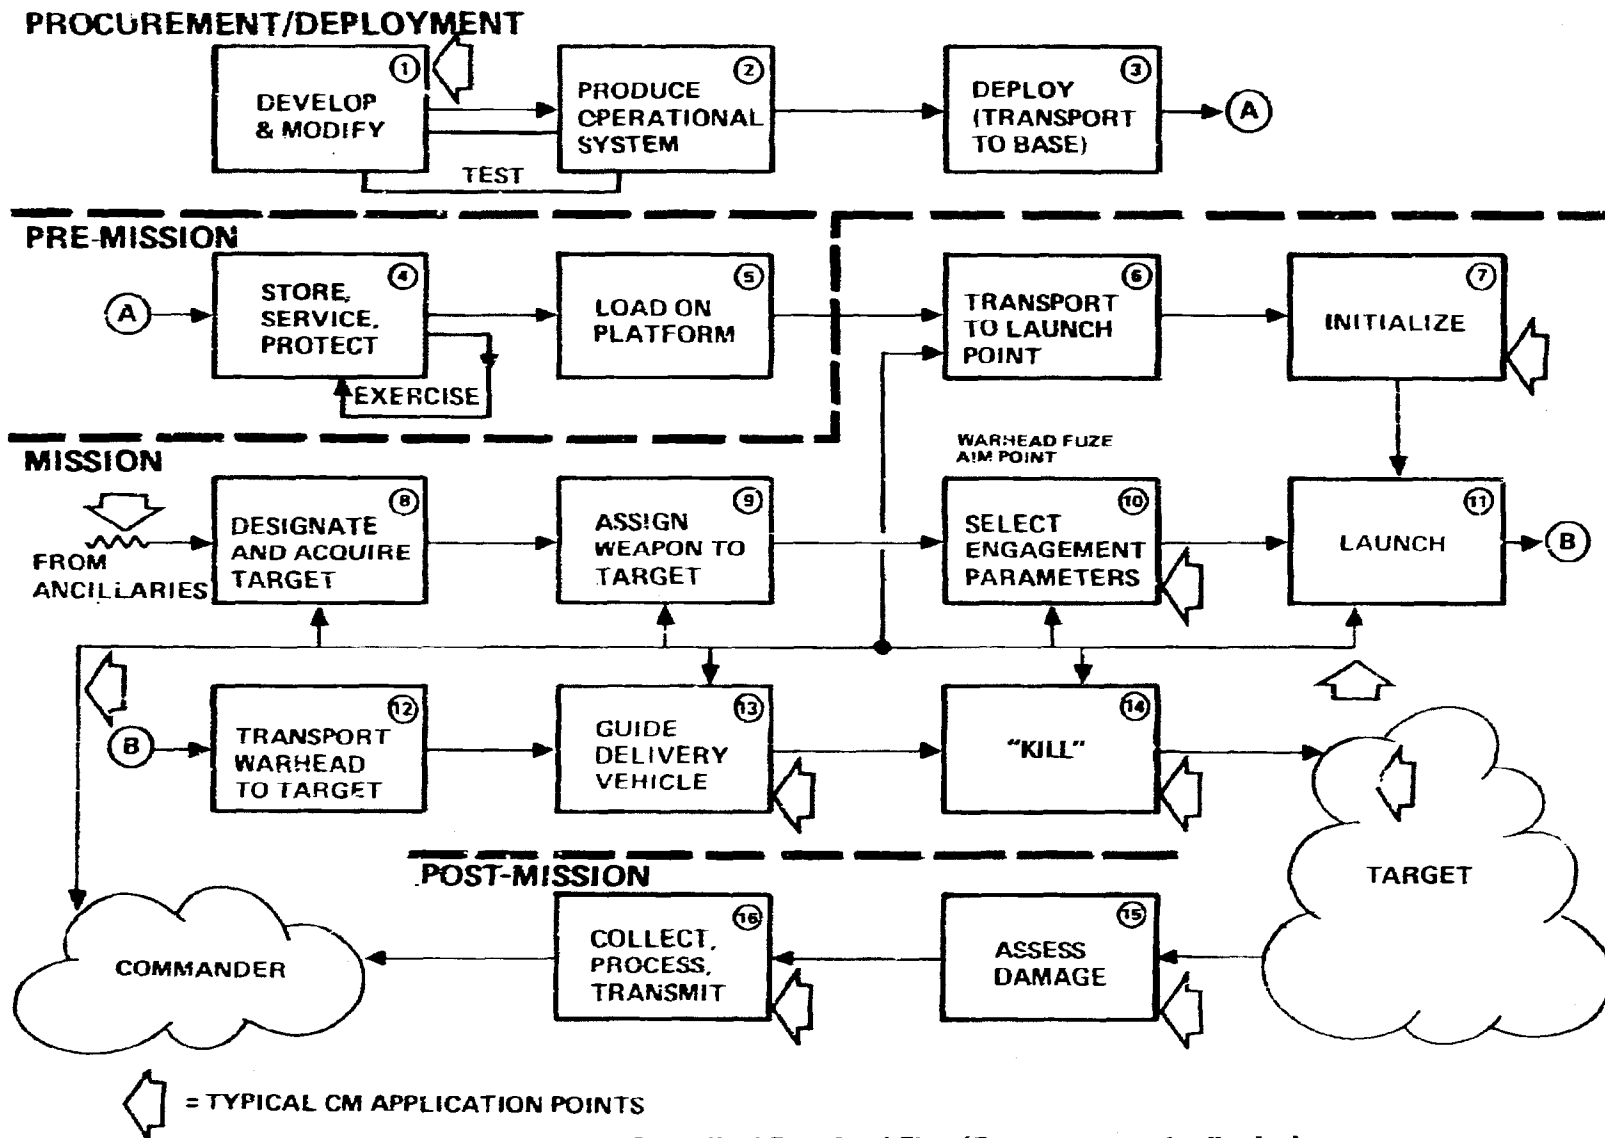 PROCUREMENT/DEPLOYMENT
1
DEVELOP
& MODIFY
2
PRODUCE
OPERATIONAL
SYSTEM
3
DEPLOY
(TRANSPORT
TO BASE)
A
TEST
PRE-MISSION
A
4
STORE,
SERVICE,
PROTECT
EXERCISE
5
LOAD ON
PLATFORM
6
TRANSPORT
TO LAUNCH
POINT
7
INITIALIZE
MISSION
FROM
ANCILLARIES
8
DESIGNATE
AND ACQUIRE
TARGET
9
ASSIGN
WEAPON TO
TARGET
WARHEAD FUZE
AIM POINT
10
SELECT
ENGAGEMENT
PARAMETERS
11
LAUNCH
B
B
12
TRANSPORT
WARHEAD
TO TARGET
13
GUIDE
DELIVERY
VEHICLE
14
"KILL"
TARGET
POST-MISSION
15
ASSESS
DAMAGE
16
COLLECT,
PROCESS,
TRANSMIT
COMMANDER
= TYPICAL CM APPLICATION POINTS